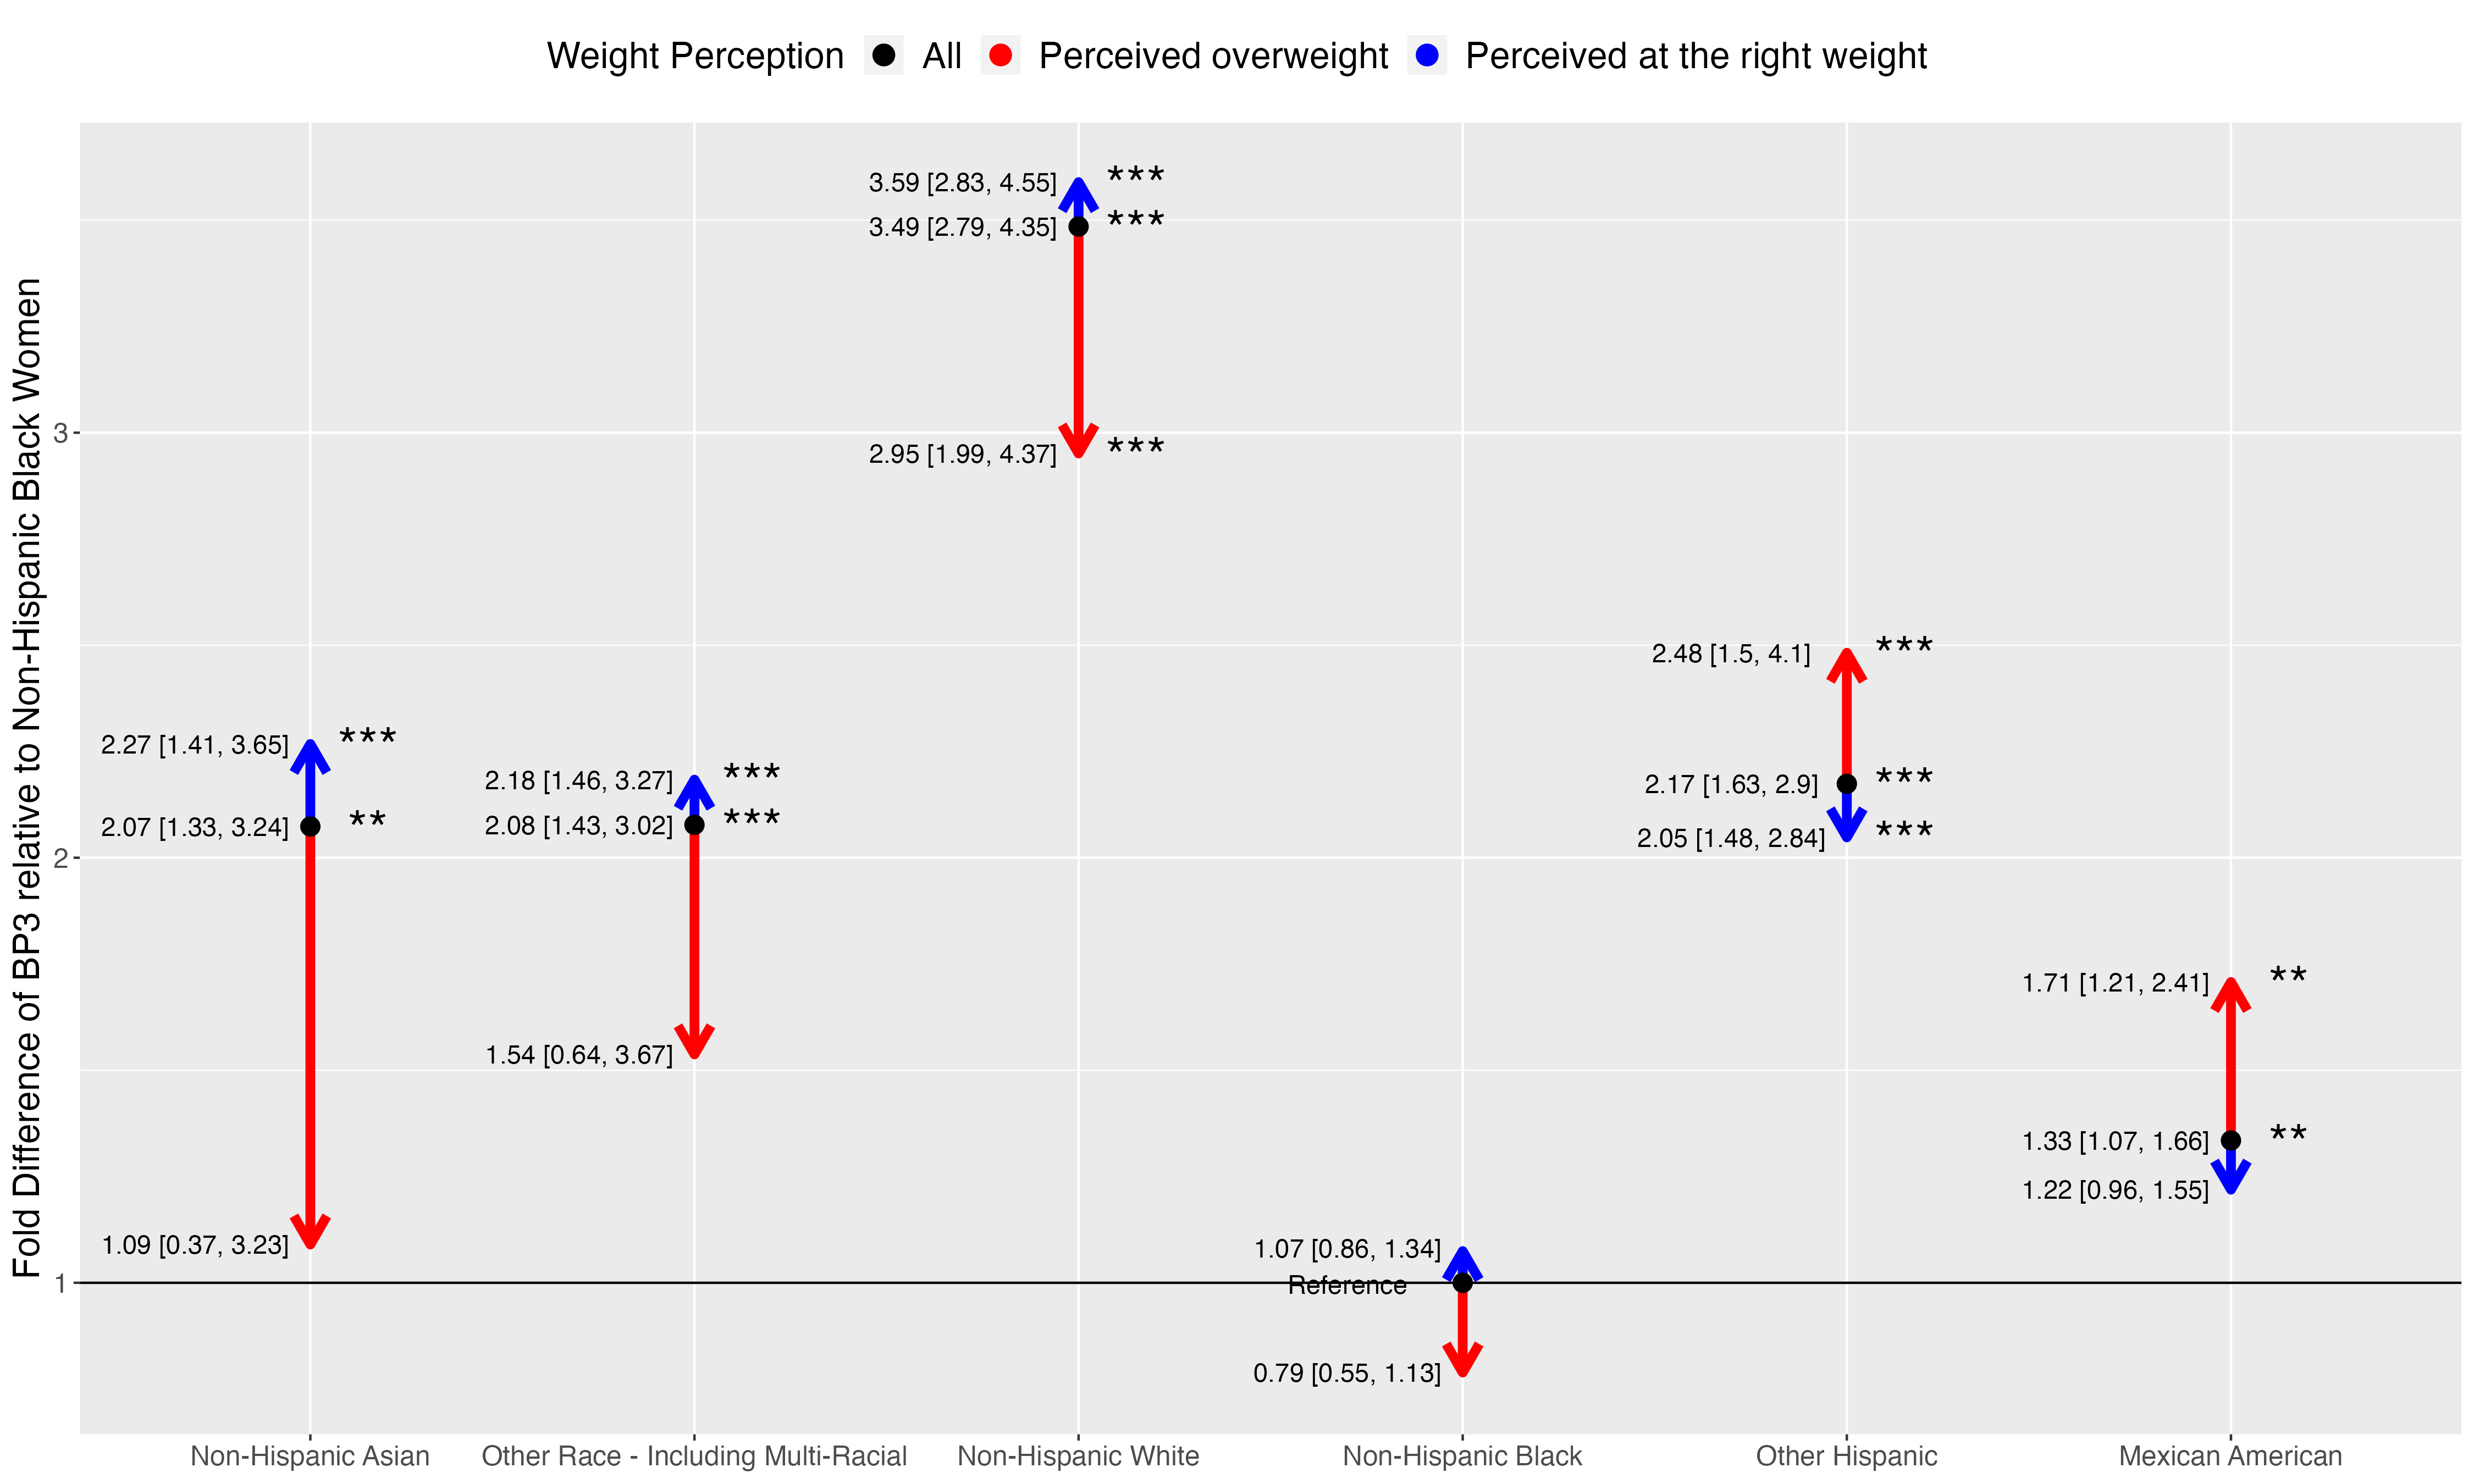 Weight Perception All Perceived overweight Perceived at the right weight
Fold Difference of BP3 relative to Non-Hispanic Black Women
3
2
1
2.27 [1.41, 3.65] ***
2.07 [1.33, 3.24] **
1.09 [0.37, 3.23]
2.18 [1.46, 3.27] ***
2.08 [1.43, 3.02] ***
1.54 [0.64, 3.67]
3.59 [2.83, 4.55] ***
3.49 [2.79, 4.35] ***
2.95 [1.99, 4.37] ***
1.07 [0.86, 1.34]
Reference
0.79 [0.55, 1.13]
2.48 [1.5, 4.1] ***
2.17 [1.63, 2.9] ***
2.05 [1.48, 2.84] ***
1.71 [1.21, 2.41] **
1.33 [1.07, 1.66] **
1.22 [0.96, 1.55]
Non-Hispanic Asian Other Race - Including Multi-Racial Non-Hispanic White Non-Hispanic Black Other Hispanic Mexican American